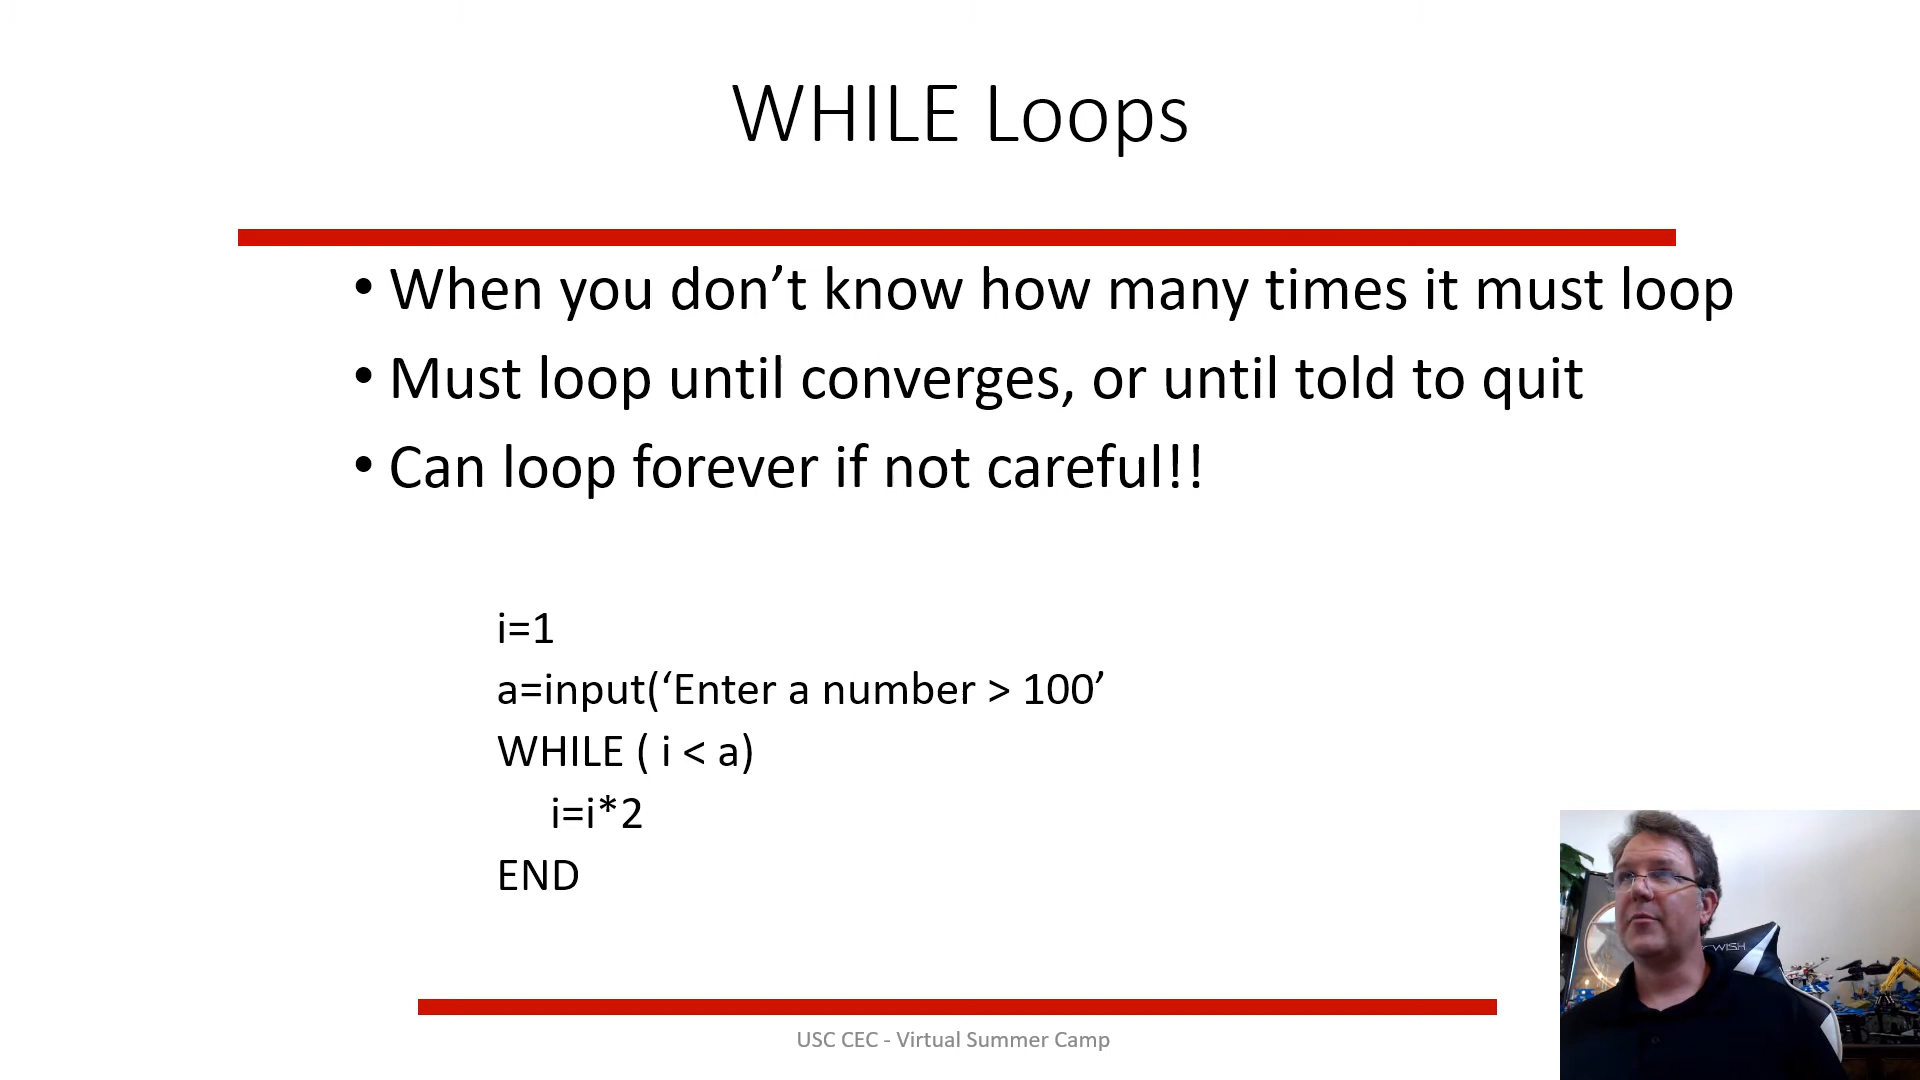 WHILE Loops
• When you don’t know how many times it must loop
• Must loop until converges, or until told to quit
• Can loop forever if not careful!!
i=1
a=input(‘Enter a number > 100’
WHILE ( i < a)
i=i*2
END
USC CEC - Virtual Summer Camp